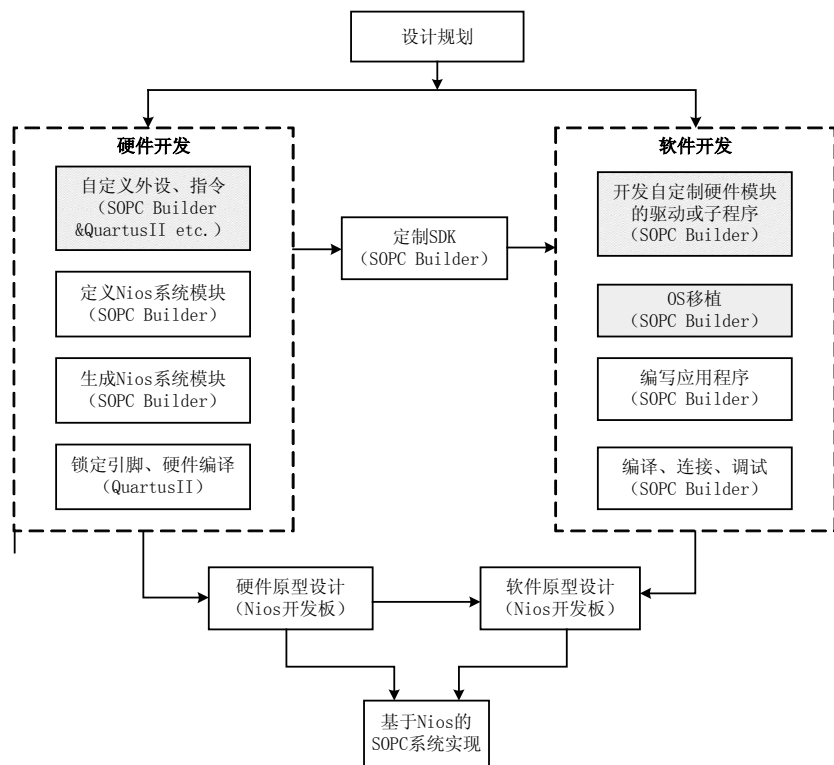 设计规划
硬件开发
自定义外设、指令
（SOPC Builder
&QuartusII etc.）
定义Nios系统模块
（SOPC Builder）
生成Nios系统模块
（SOPC Builder）
锁定引脚、硬件编译
（QuartusII）
定制SDK
（SOPC Builder）
软件开发
开发自定制硬件模块
的驱动或子程序
（SOPC Builder）
OS移植
（SOPC Builder）
编写应用程序
（SOPC Builder）
编译、连接、调试
（SOPC Builder）
硬件原型设计
（Nios开发板）
软件原型设计
（Nios开发板）
基于Nios的
SOPC系统实现